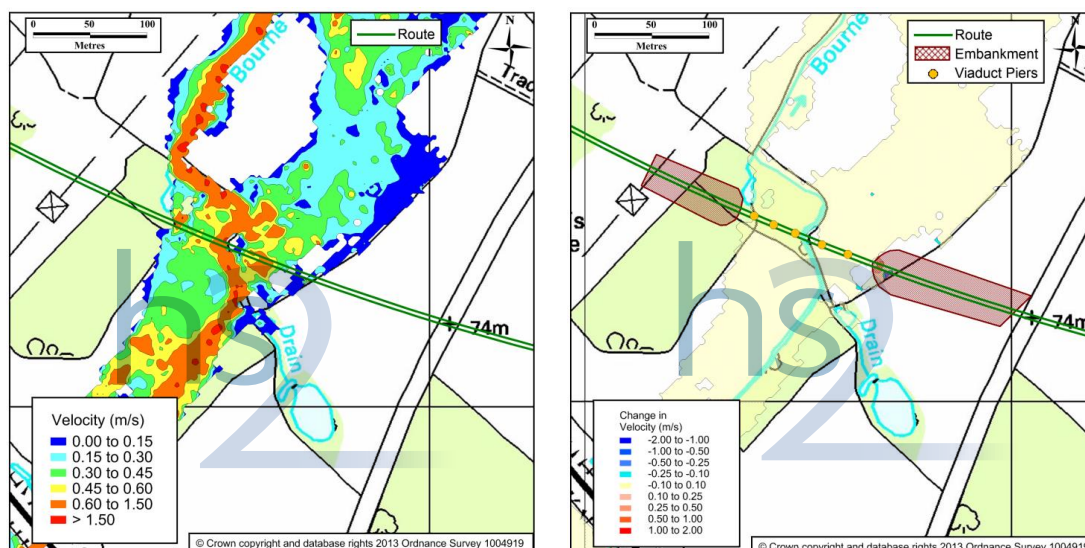 0 50 100
Metres
Route
N
Bourne
Trac
hs2
Drain
74m
Velocity (m/s)
0.00 to 0.15
0.15 to 0.30
0.30 to 0.45
0.45 to 0.60
0.60 to 1.50
> 1.50
© Crown copyright and database rights 2013 Ordnance Survey 1004919
0 50 100
Metres
Route
Embankment
Viaduct Piers
N
Bourne
s
e
hs2
Drain
74m
Change in
Velocity (m/s)
-2.00 to -1.00
-1.00 to -0.50
-0.50 to -0.25
-0.25 to -0.10
-0.10 to 0.10
0.10 to 0.25
0.25 to 0.50
0.50 to 1.00
1.00 to 2.00
© Crown copyright and database rights 2013 Ordnance Survey 1004919